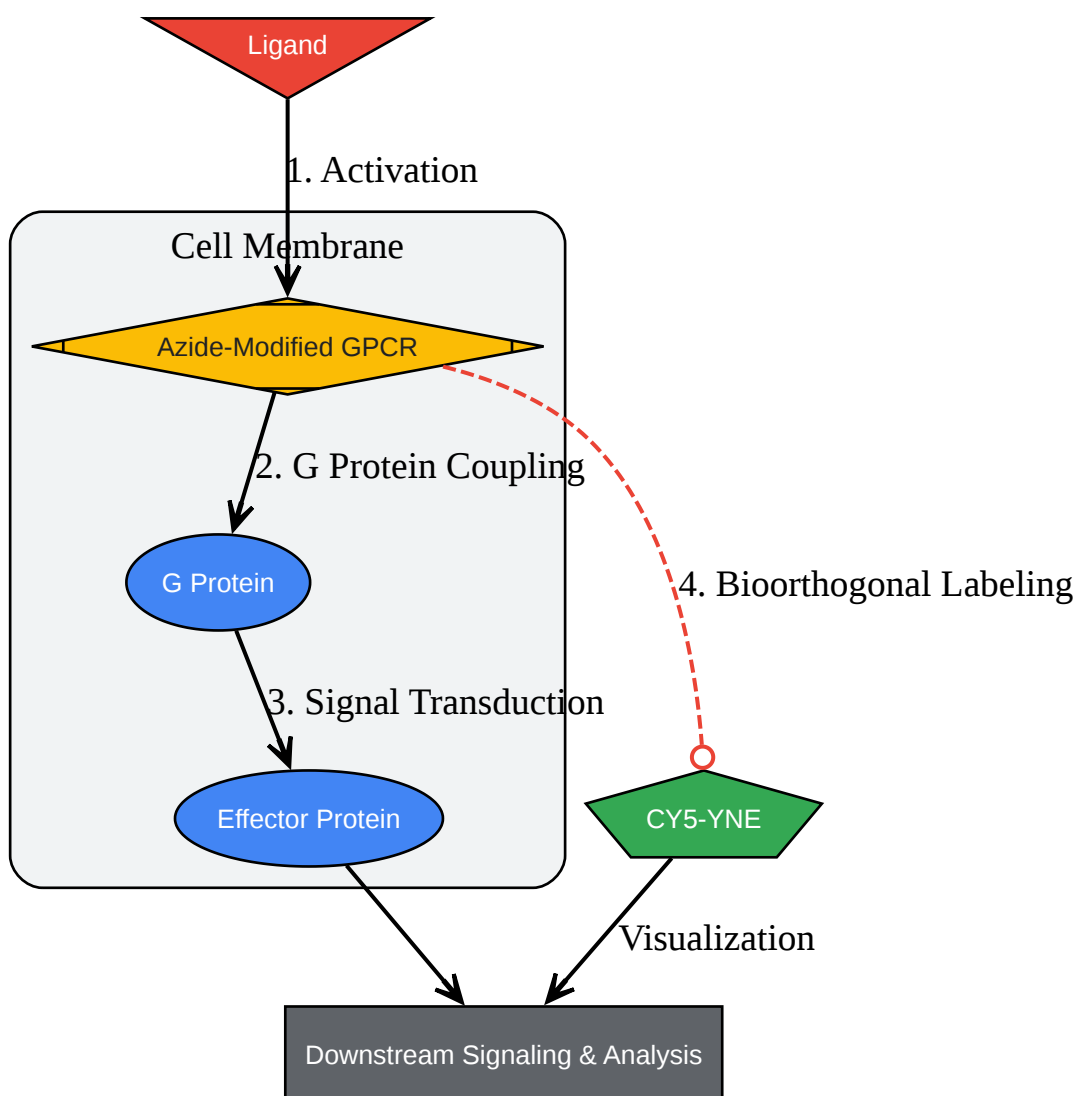 Ligand
1. Activation
Cell Membrane
Azide-Modified GPCR
2. G Protein Coupling
G Protein
4. Bioorthogonal Labeling
3. Signal Transduction
Effector Protein
CY5-YNE
Visualization
Downstream Signaling & Analysis